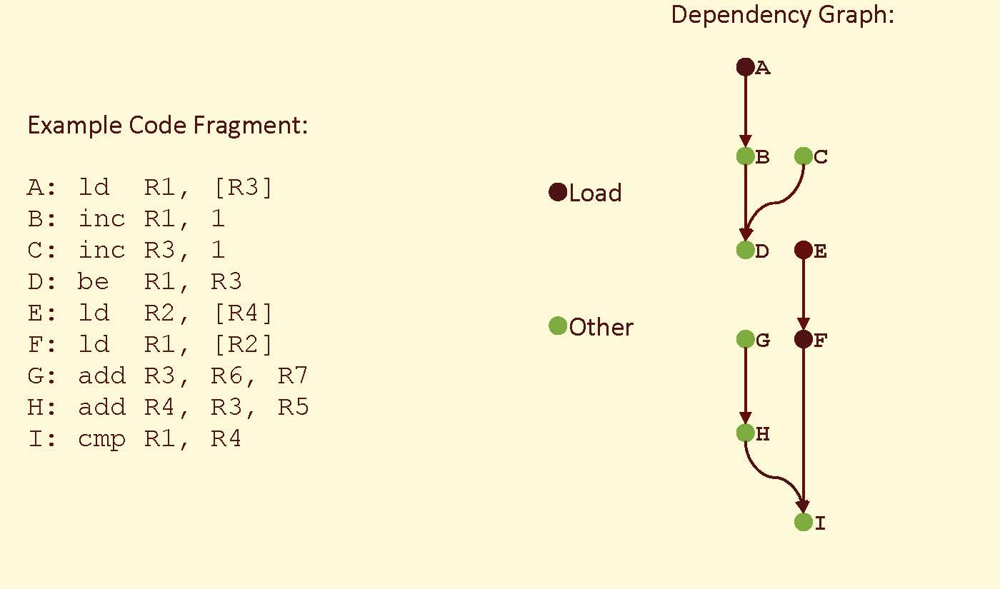 Dependency Graph:
A
Example Code Fragment:
B
C
A: ld R1, [R3]
Load
B: inc R1, 1
C: inc R3, 1
D
E
D: be R1, R3
E: ld R2, [R4]
Other
F: ld R1, [R2]
G
F
G: add R3, R6, R7
H: add R4, R3, R5
H
I: cmp R1, R4
I